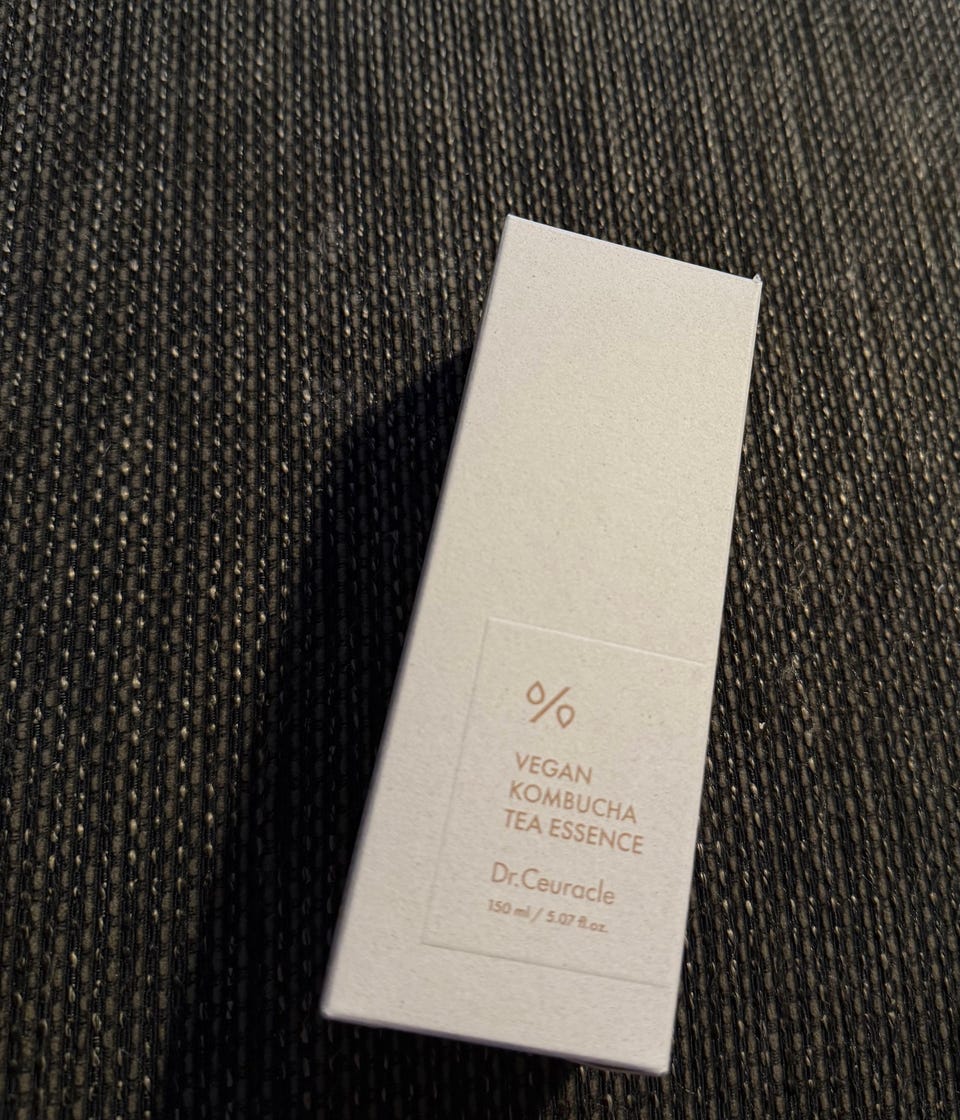 VEGAN
KOMBUCHA
TEA ESSENCE
Dr.Ceuracle
150 ml / 5.07 fl.oz.